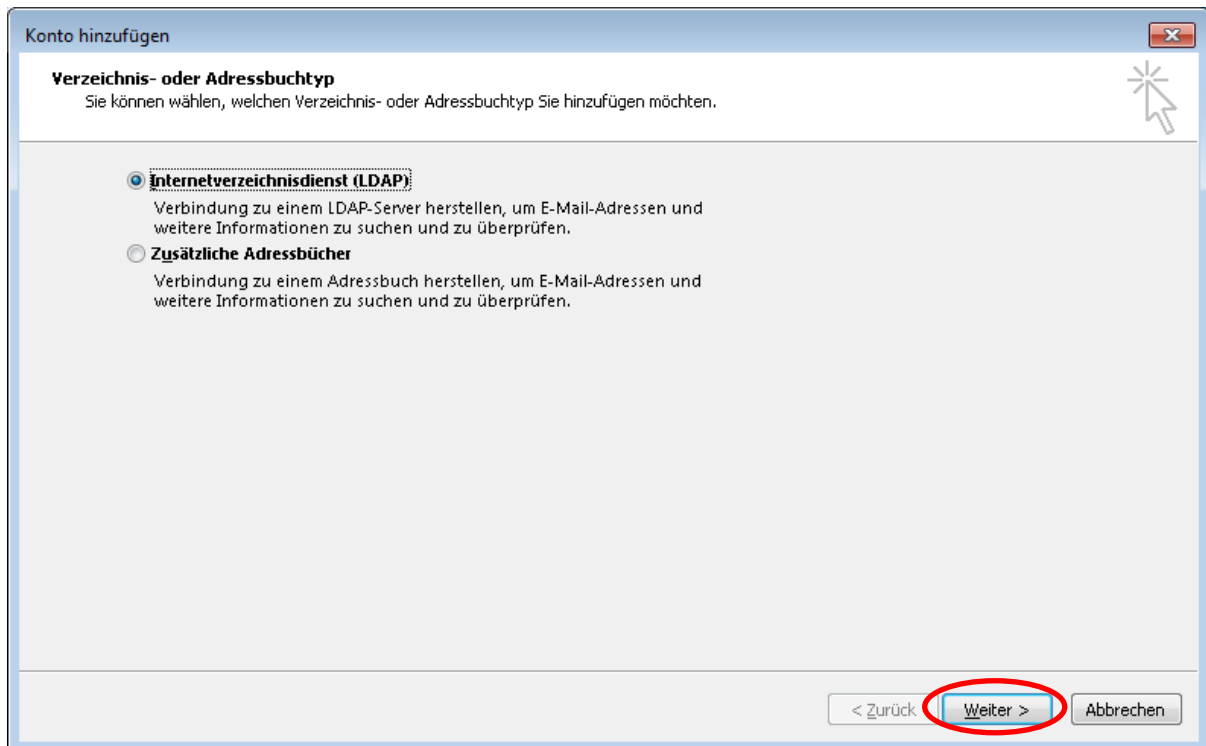 Konto hinzufügen
Verzeichnis- oder Adressbuchtyp
Sie können wählen, welchen Verzeichnis- oder Adressbuchtyp Sie hinzufügen möchten.
Internetverzeichnisdienst (LDAP)
Verbindung zu einem LDAP-Server herstellen, um E-Mail-Adressen und
weitere Informationen zu suchen und zu überprüfen.
Zusätzliche Adressbücher
Verbindung zu einem Adressbuch herstellen, um E-Mail-Adressen und
weitere Informationen zu suchen und zu überprüfen.
< Zurück Weiter > Abbrechen